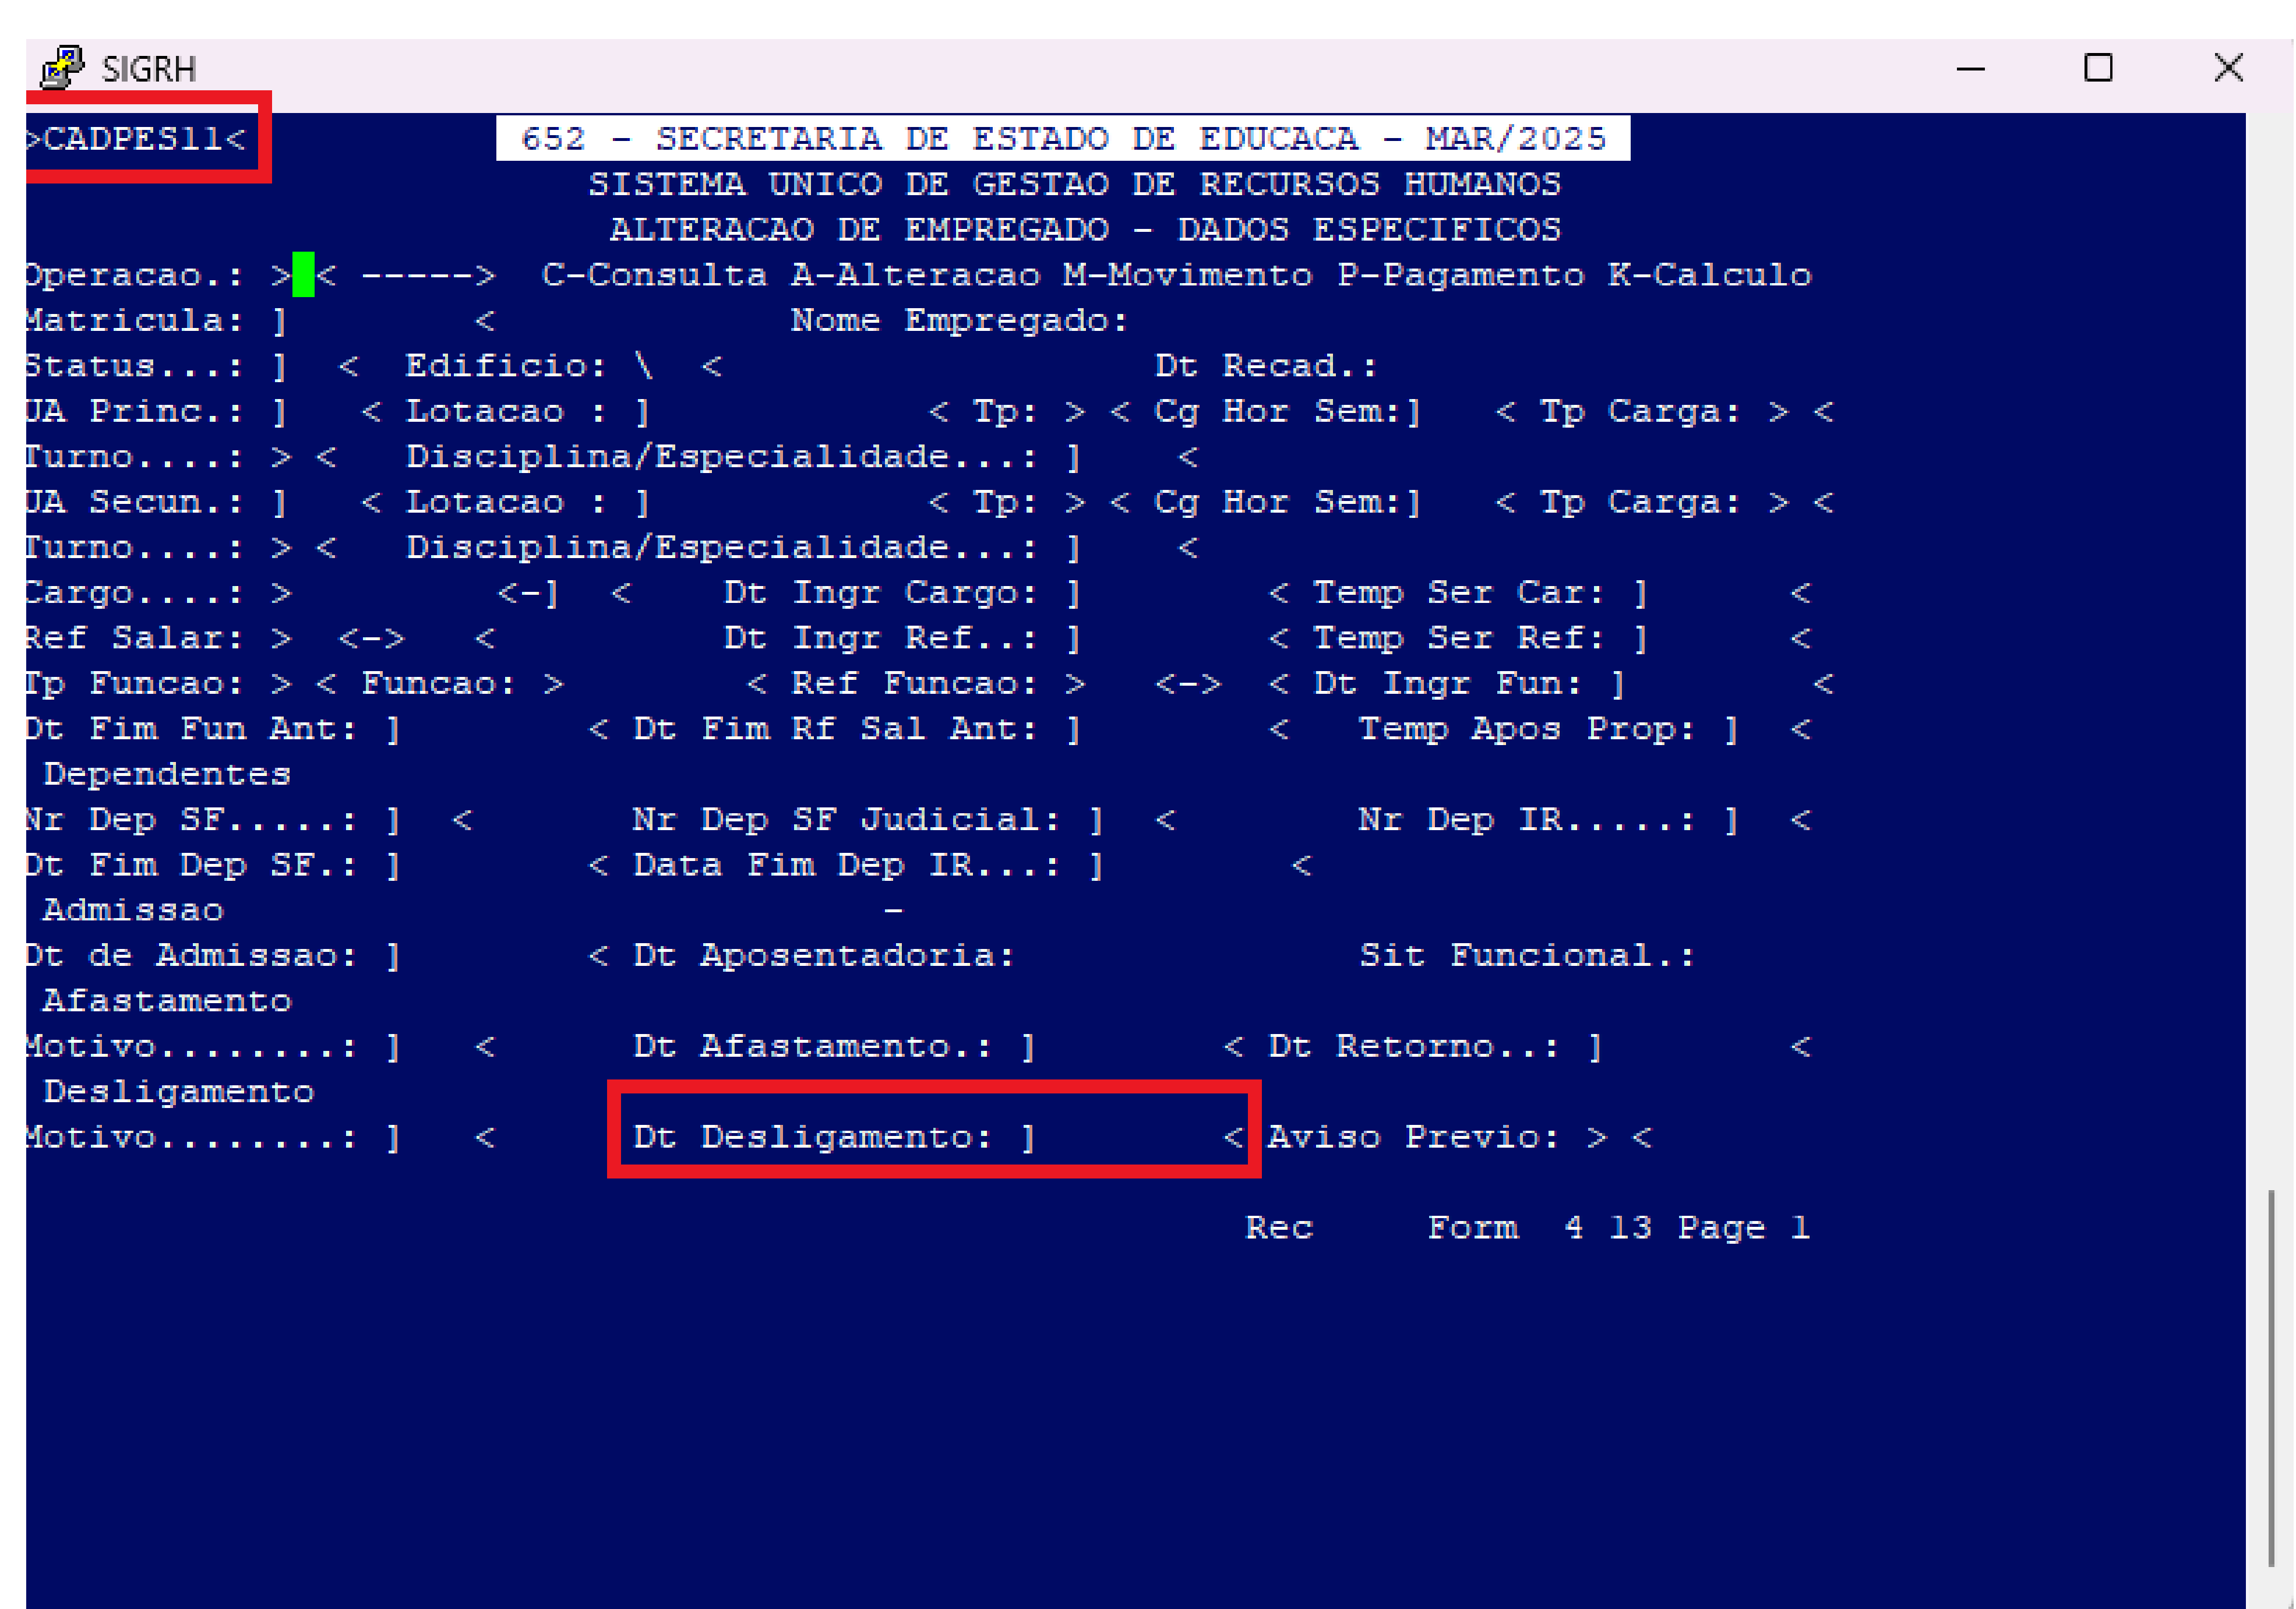 SIGRH
>CADPES11< 652 - SECRETARIA DE ESTADO DE EDUCACA - MAR/2025
SISTEMA UNICO DE GESTAO DE RECURSOS HUMANOS
ALTERACAO DE EMPREGADO - DADOS ESPECIFICOS
Operacao.: > < -----> C-Consulta A-Alteracao M-Movimento P-Pagamento K-Calculo
Matricula: ] < Nome Empregado:
Status...: ] < Edificio: \ < Dt Recad.:
UA Princ.: ] < Lotacao : ] < Tp: > < Cg Hor Sem:] < Tp Carga: > <
Turno....: > < Disciplina/Especialidade...: ] <
UA Secun.: ] < Lotacao : ] < Tp: > < Cg Hor Sem:] < Tp Carga: > <
Turno....: > < Disciplina/Especialidade...: ] <
Cargo....: > <-] < Dt Ingr Cargo: ] < Temp Ser Car: ] <
Ref Salar: > <-> < Dt Ingr Ref..: ] < Temp Ser Ref: ] <
Tp Funcao: > < Funcao: > < Ref Funcao: > <-> < Dt Ingr Fun: ] <
Dt Fim Fun Ant: ] < Dt Fim Rf Sal Ant: ] < Temp Apos Prop: ] <
Dependentes
Nr Dep SF.....: ] < Nr Dep SF Judicial: ] < Nr Dep IR.....: ] <
Dt Fim Dep SF.: ] < Data Fim Dep IR...: ] <
Admissao -
Dt de Admissao: ] < Dt Aposentadoria: Sit Funcional.:
Afastamento
Motivo........: ] < Dt Afastamento.: ] < Dt Retorno..: ] <
Desligamento
Motivo........: ] < Dt Desligamento: ] < Aviso Previo: > <
Rec Form 4 13 Page 1